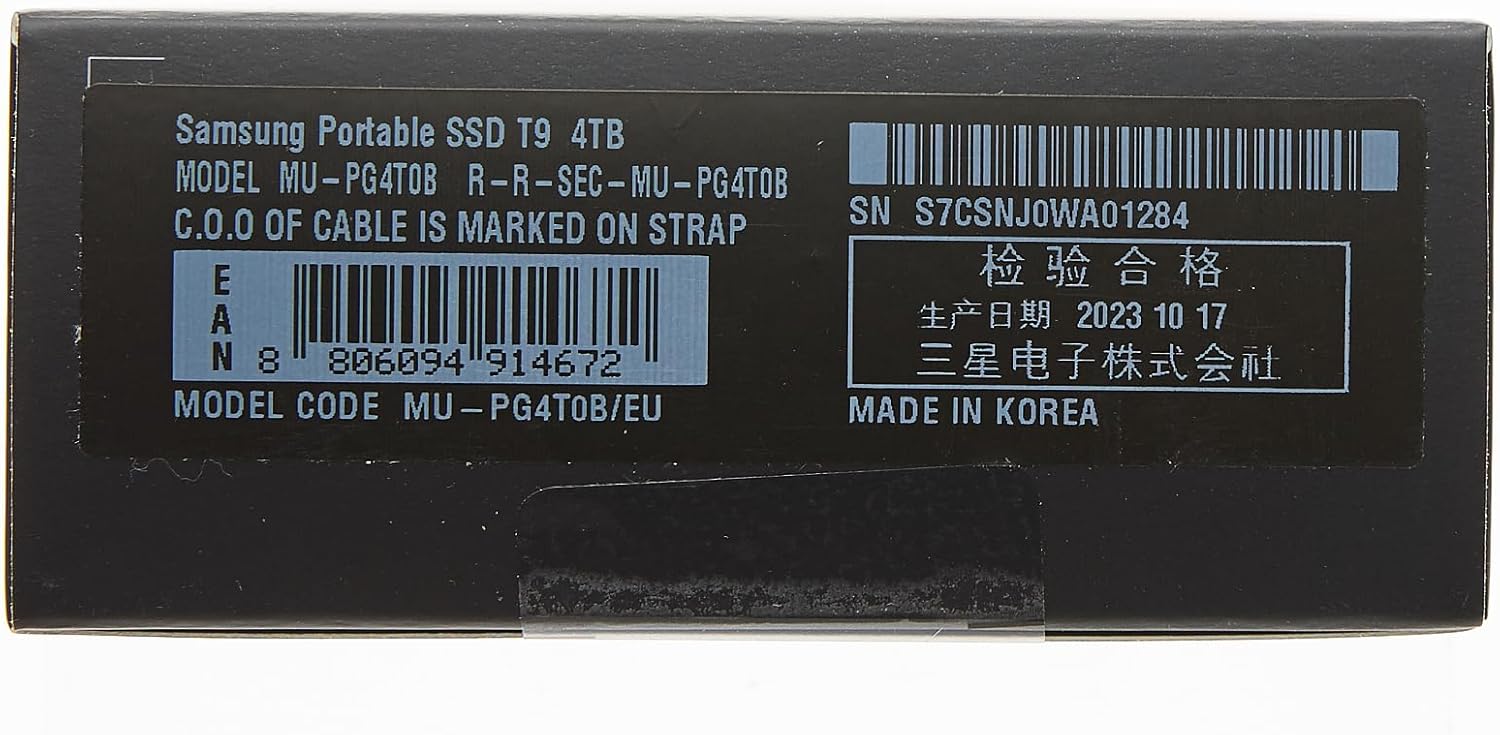 Samsung Portable SSD T9 4TB
MODEL MU-PG4T0B R-R-SEC-MU-PG4T0B
C.O.O OF CABLE IS MARKED ON STRAP
EAN
8 806094 914672
MODEL CODE MU-PG4T0B/EU
SN S7CSNJ0WA01284
检验合格
生产日期 2023 10 17
三星电子株式会社
MADE IN KOREA